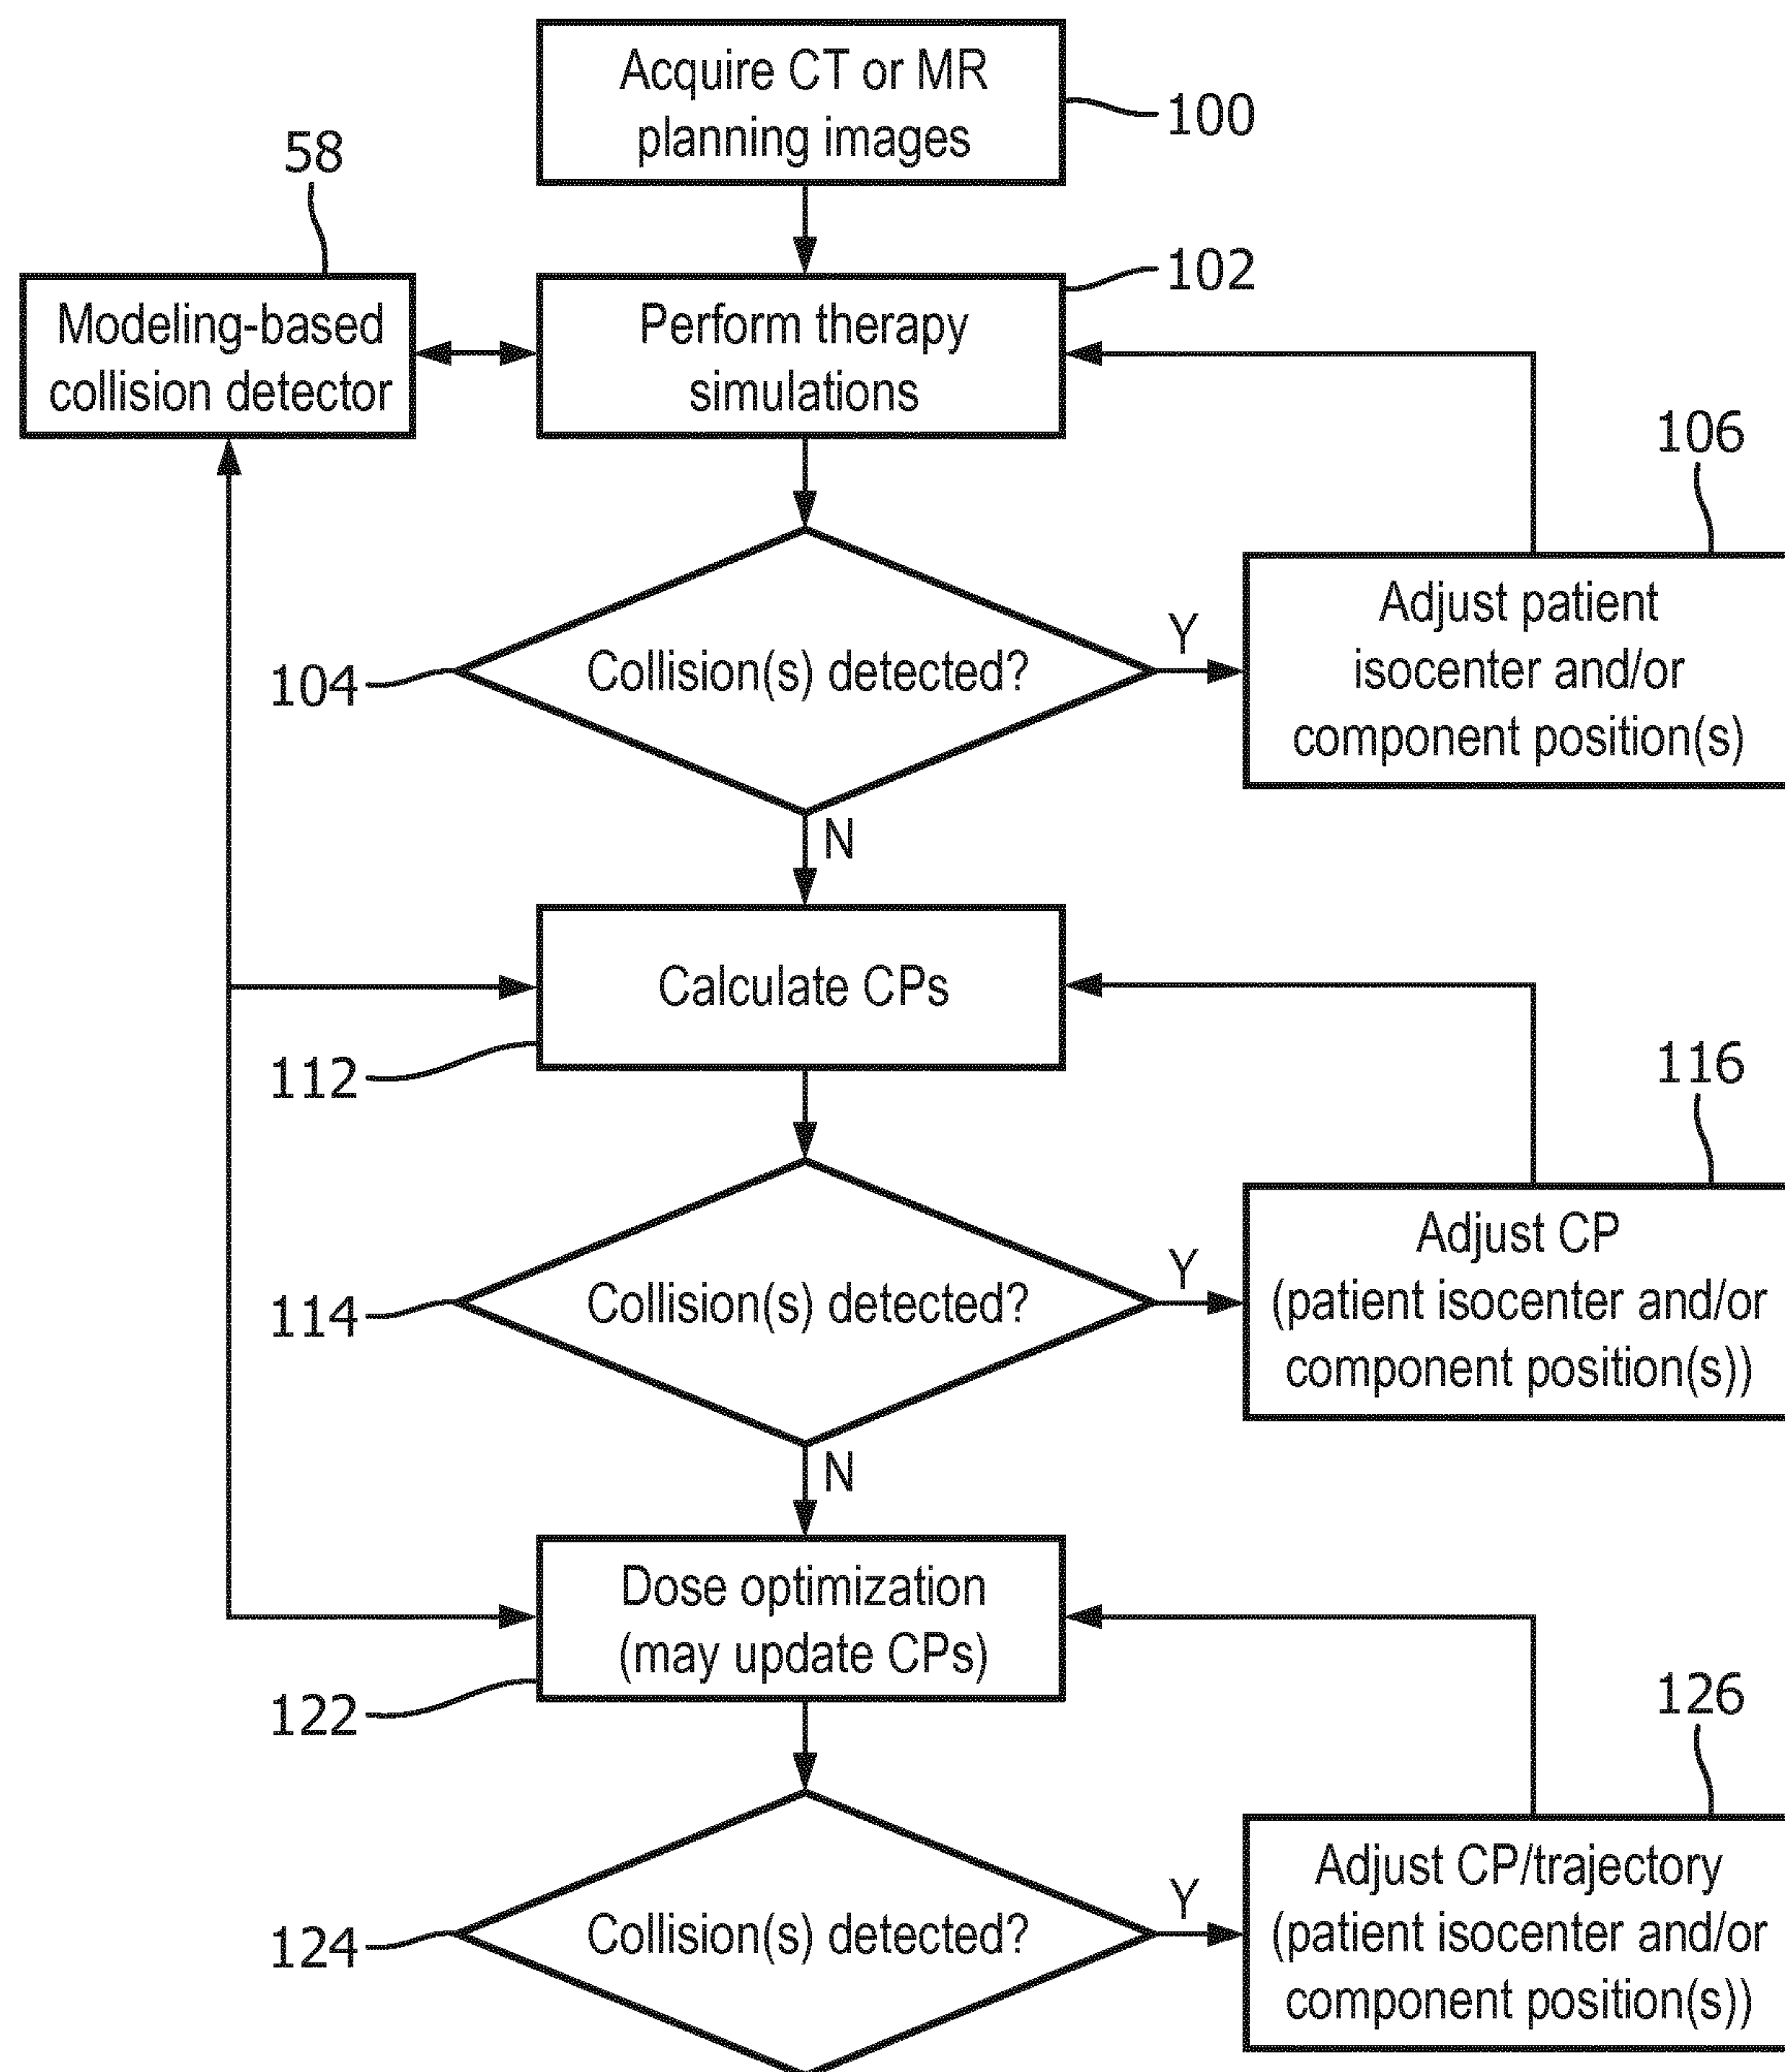 Acquire CT or MR
planning images
100
58
Modeling-based
collision detector
Perform therapy
simulations
102
106
Adjust patient
isocenter and/or
component position(s)
104
Collision(s) detected?
Y
N
Calculate CPs
112
116
Adjust CP
(patient isocenter and/or
component position(s))
114
Collision(s) detected?
Y
N
Dose optimization
(may update CPs)
122
126
Adjust CP/trajectory
(patient isocenter and/or
component position(s))
124
Collision(s) detected?
Y